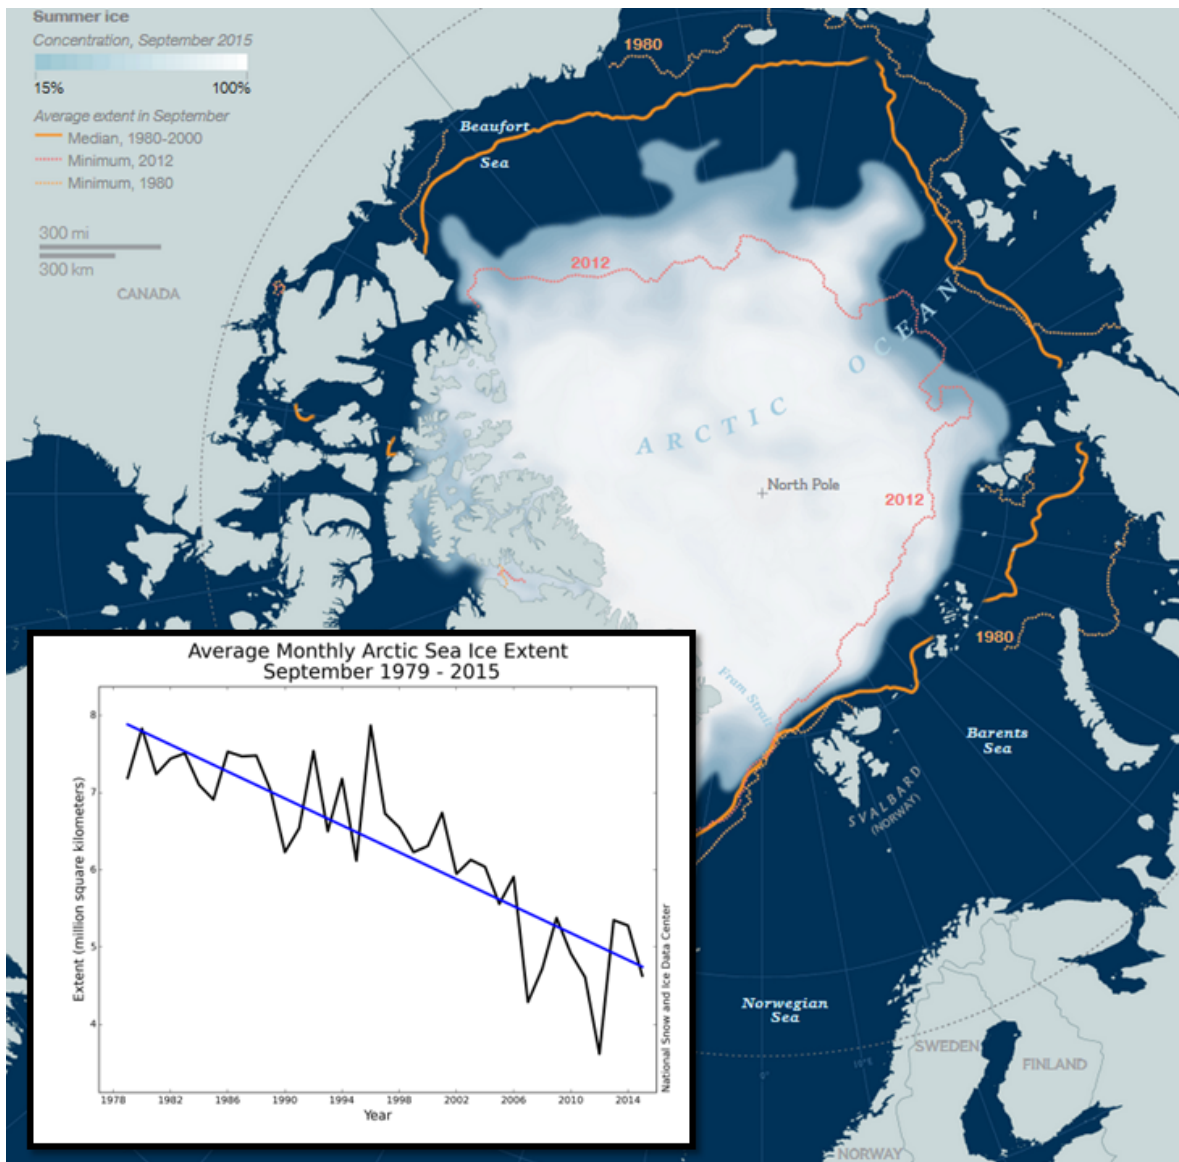 Summer ice
Concentration, September 2015
15% 100%
Average extent in September
Median, 1980-2000
Minimum, 2012
Minimum, 1980
300 mi
300 km
CANADA
1980
Beaufort
Sea
2012
ARCTIC OCEAN
North Pole
2012
1980
Fram Strait
Barents
Sea
SVALBARD
(NORWAY)
Norwegian
Sea
0°
10°E
SWEDEN
FINLAND
NORWAY
Average Monthly Arctic Sea Ice Extent
September 1979 - 2015
Extent (million square kilometers)
8
7
6
5
4
1978 1982 1986 1990 1994 1998 2002 2006 2010 2014
Year
National Snow and Ice Data Center